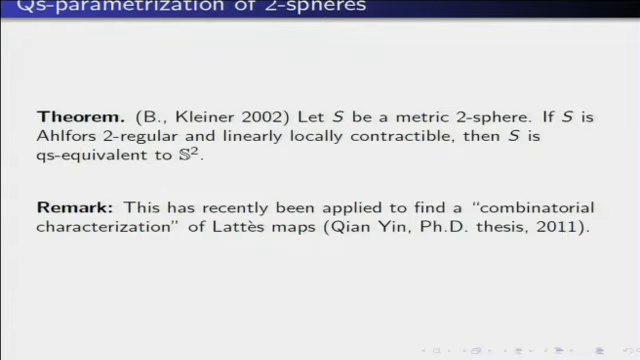 Qs-parametrization of 2-spheres
Theorem. (B., Kleiner 2002) Let S be a metric 2-sphere. If S is
Ahlfors 2-regular and linearly locally contractible, then S is
qs-equivalent to 𝕊².
Remark: This has recently been applied to find a “combinatorial
characterization” of Lattès maps (Qian Yin, Ph.D. thesis, 2011).